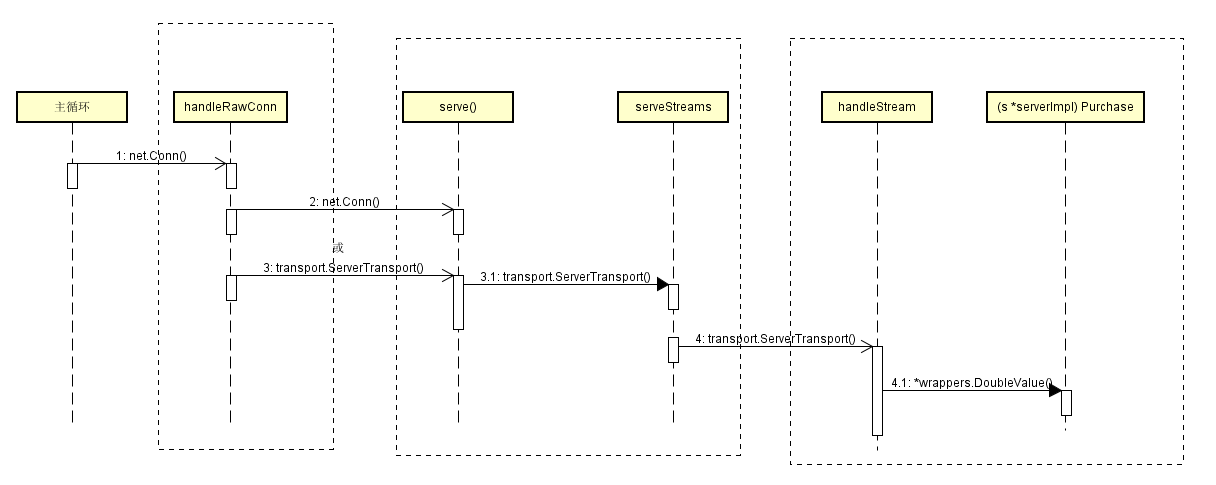 主循环
handleRawConn
serve()
serveStreams
handleStream
(s *serverImpl) Purchase
1: net.Conn()
2: net.Conn()
或
3: transport.ServerTransport()
3.1: transport.ServerTransport()
4: transport.ServerTransport()
4.1: *wrappers.DoubleValue()